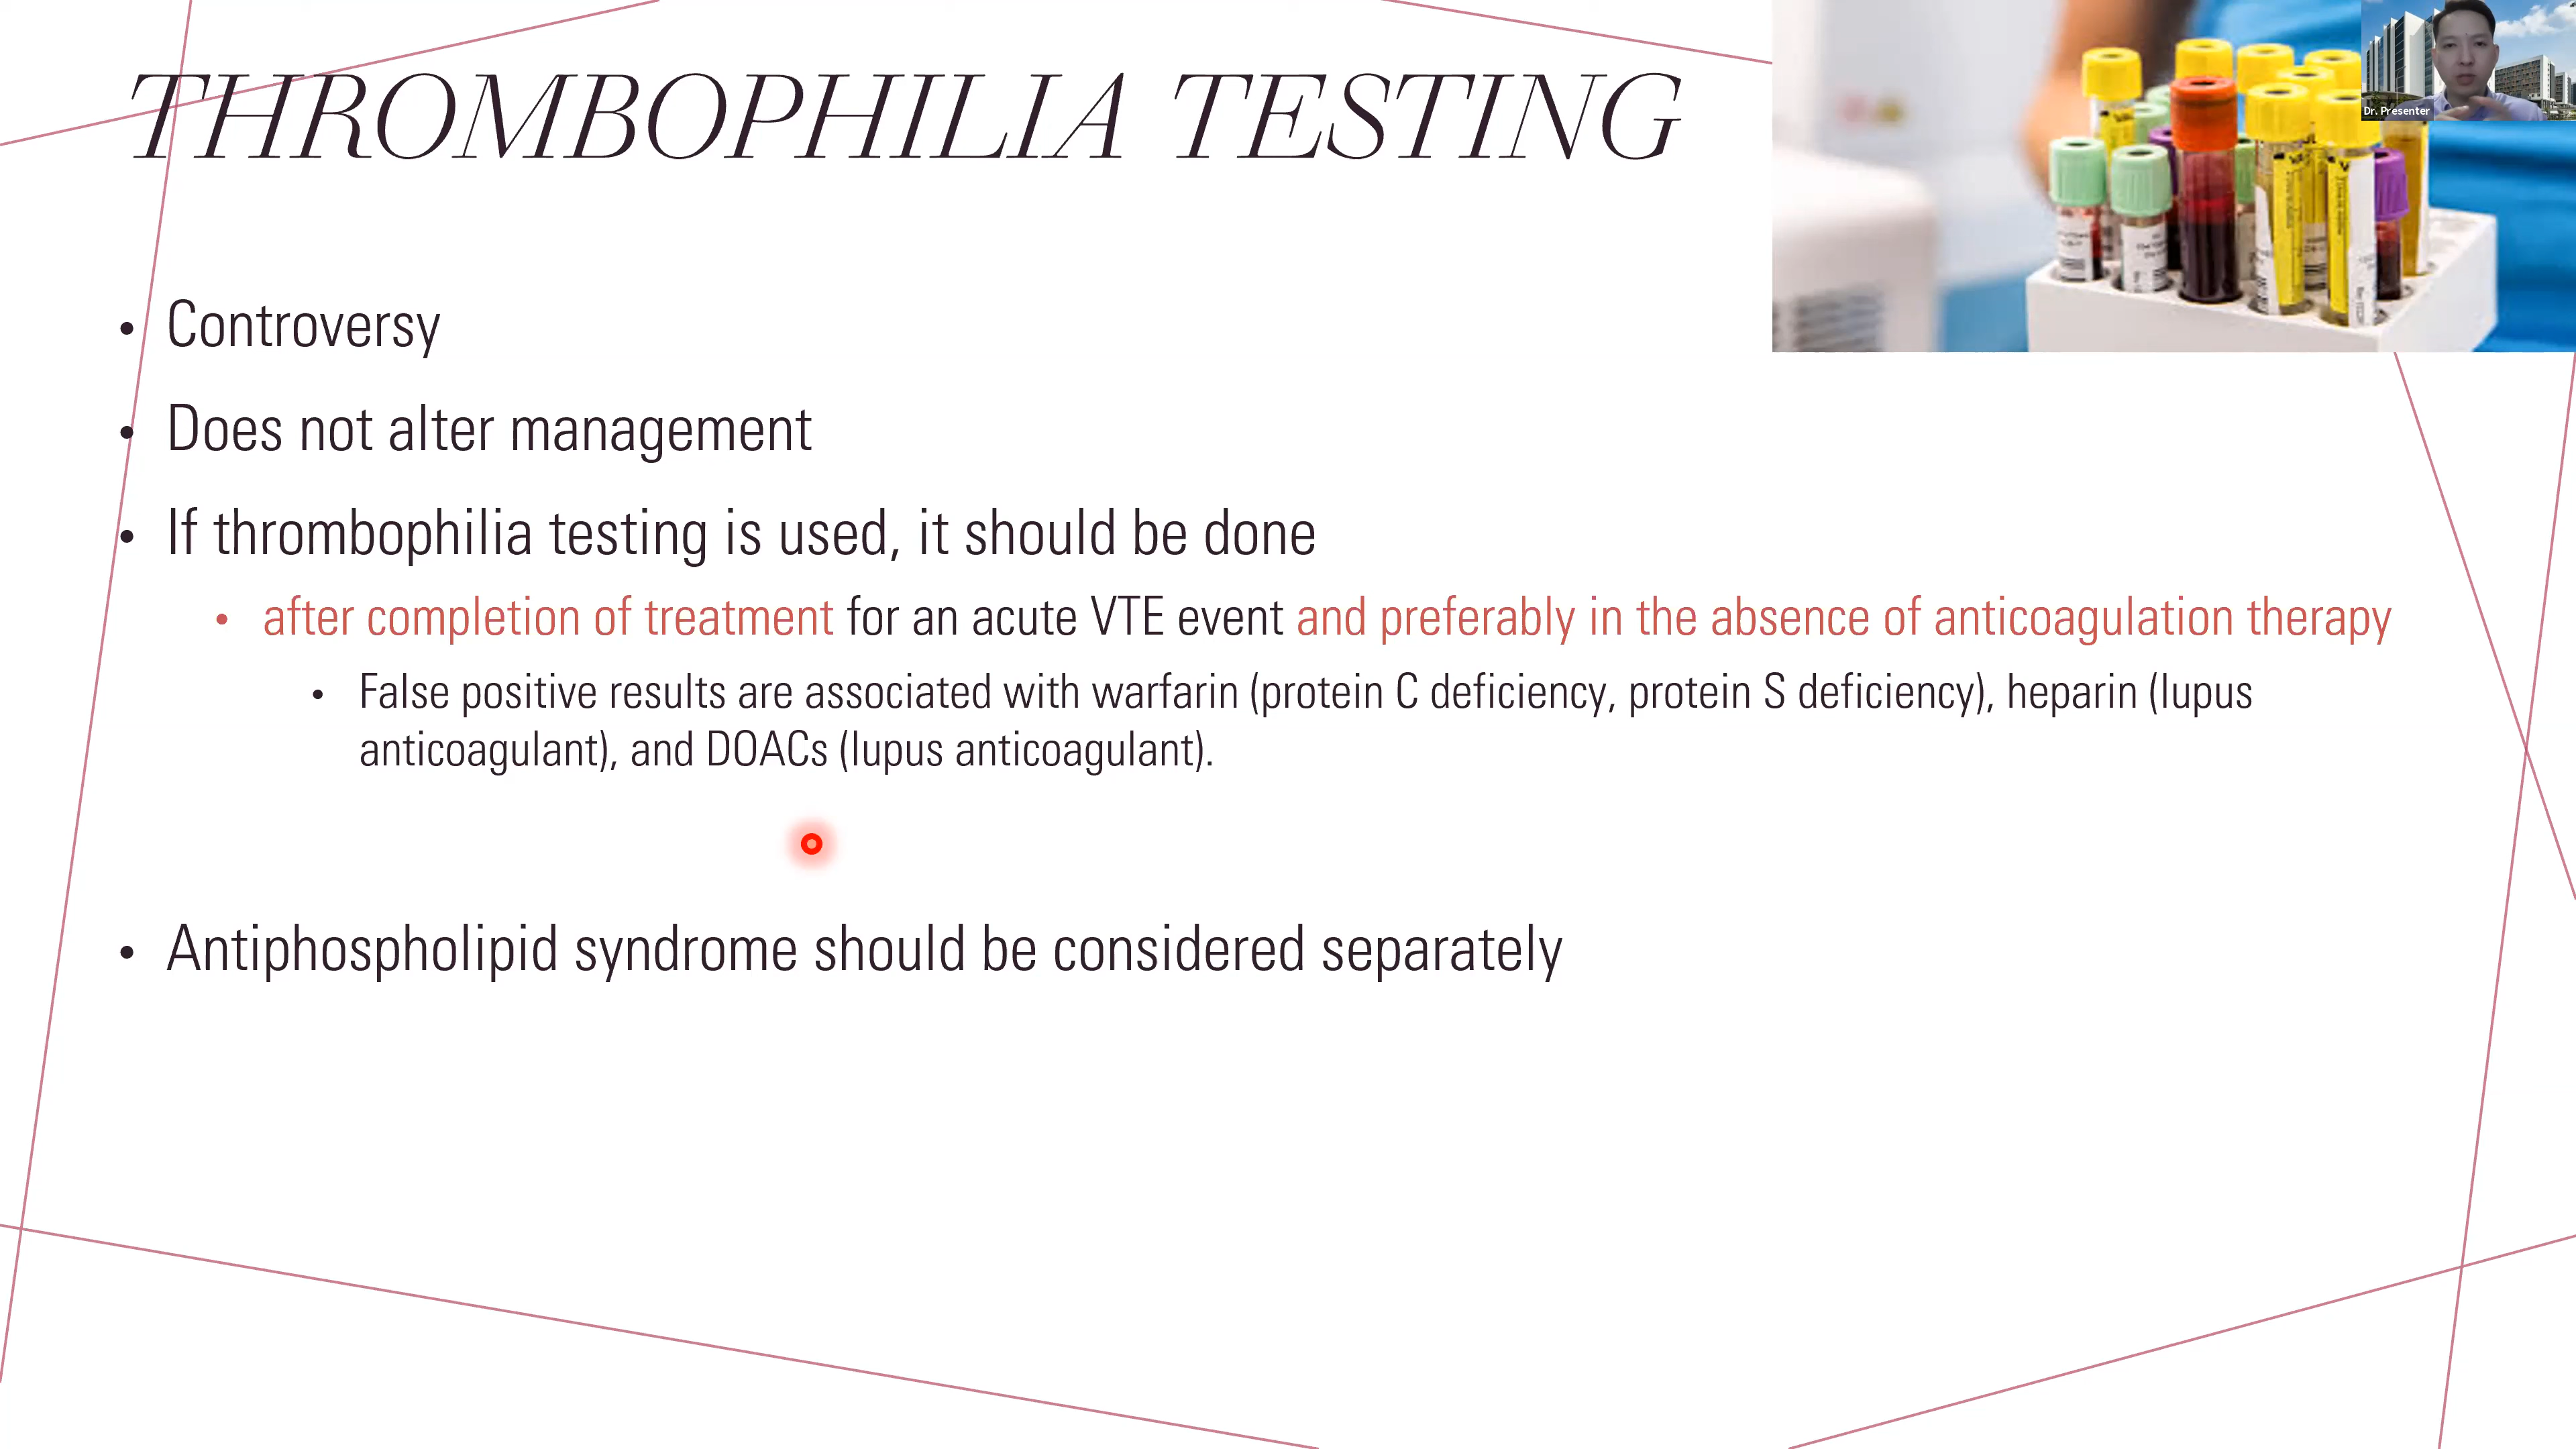 THROMBOPHILIA TESTING
Dr. Presenter
• Controversy
• Does not alter management
• If thrombophilia testing is used, it should be done
• after completion of treatment for an acute VTE event and preferably in the absence of anticoagulation therapy
• False positive results are associated with warfarin (protein C deficiency, protein S deficiency), heparin (lupus
anticoagulant), and DOACs (lupus anticoagulant).
• Antiphospholipid syndrome should be considered separately